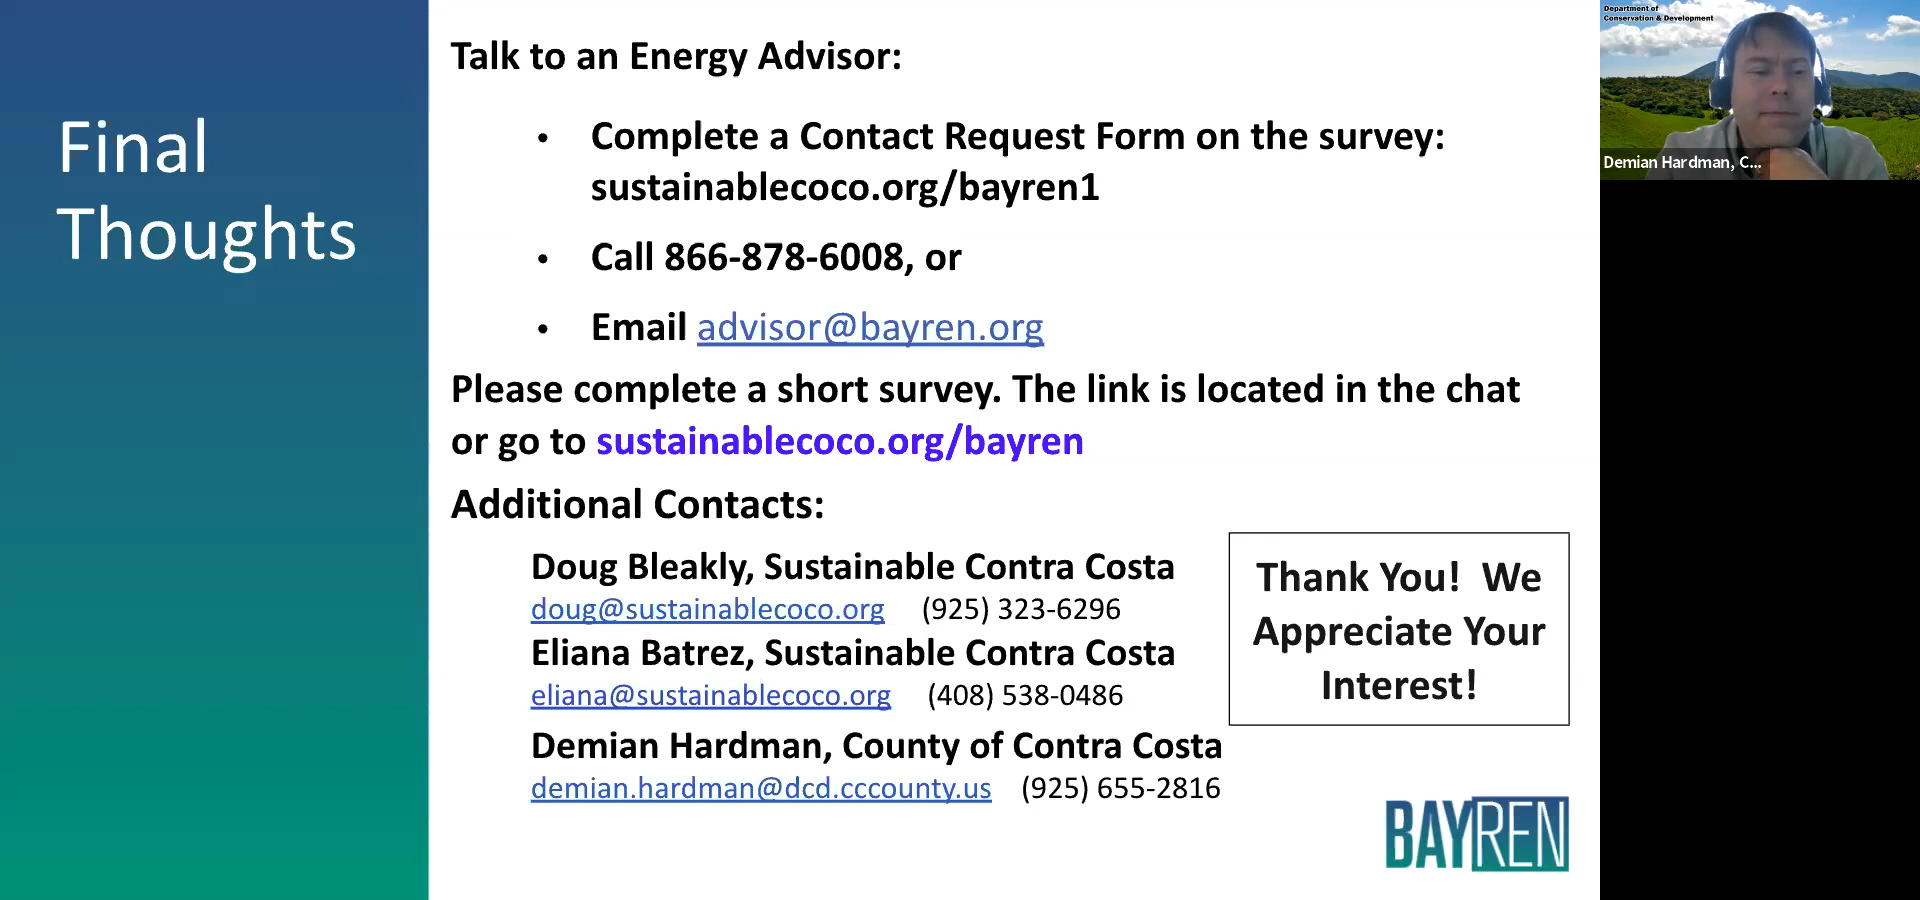 Final
Thoughts
Talk to an Energy Advisor:
• Complete a Contact Request Form on the survey:
sustainablecoco.org/bayren1
• Call 866-878-6008, or
• Email advisor@bayren.org
Please complete a short survey. The link is located in the chat
or go to sustainablecoco.org/bayren
Additional Contacts:
Doug Bleakly, Sustainable Contra Costa
doug@sustainablecoco.org (925) 323-6296
Eliana Batrez, Sustainable Contra Costa
eliana@sustainablecoco.org (408) 538-0486
Demian Hardman, County of Contra Costa
demian.hardman@dcd.cccounty.us (925) 655-2816
Thank You! We
Appreciate Your
Interest!
BAYREN
Department of
Conservation & Development
Demian Hardman, C...